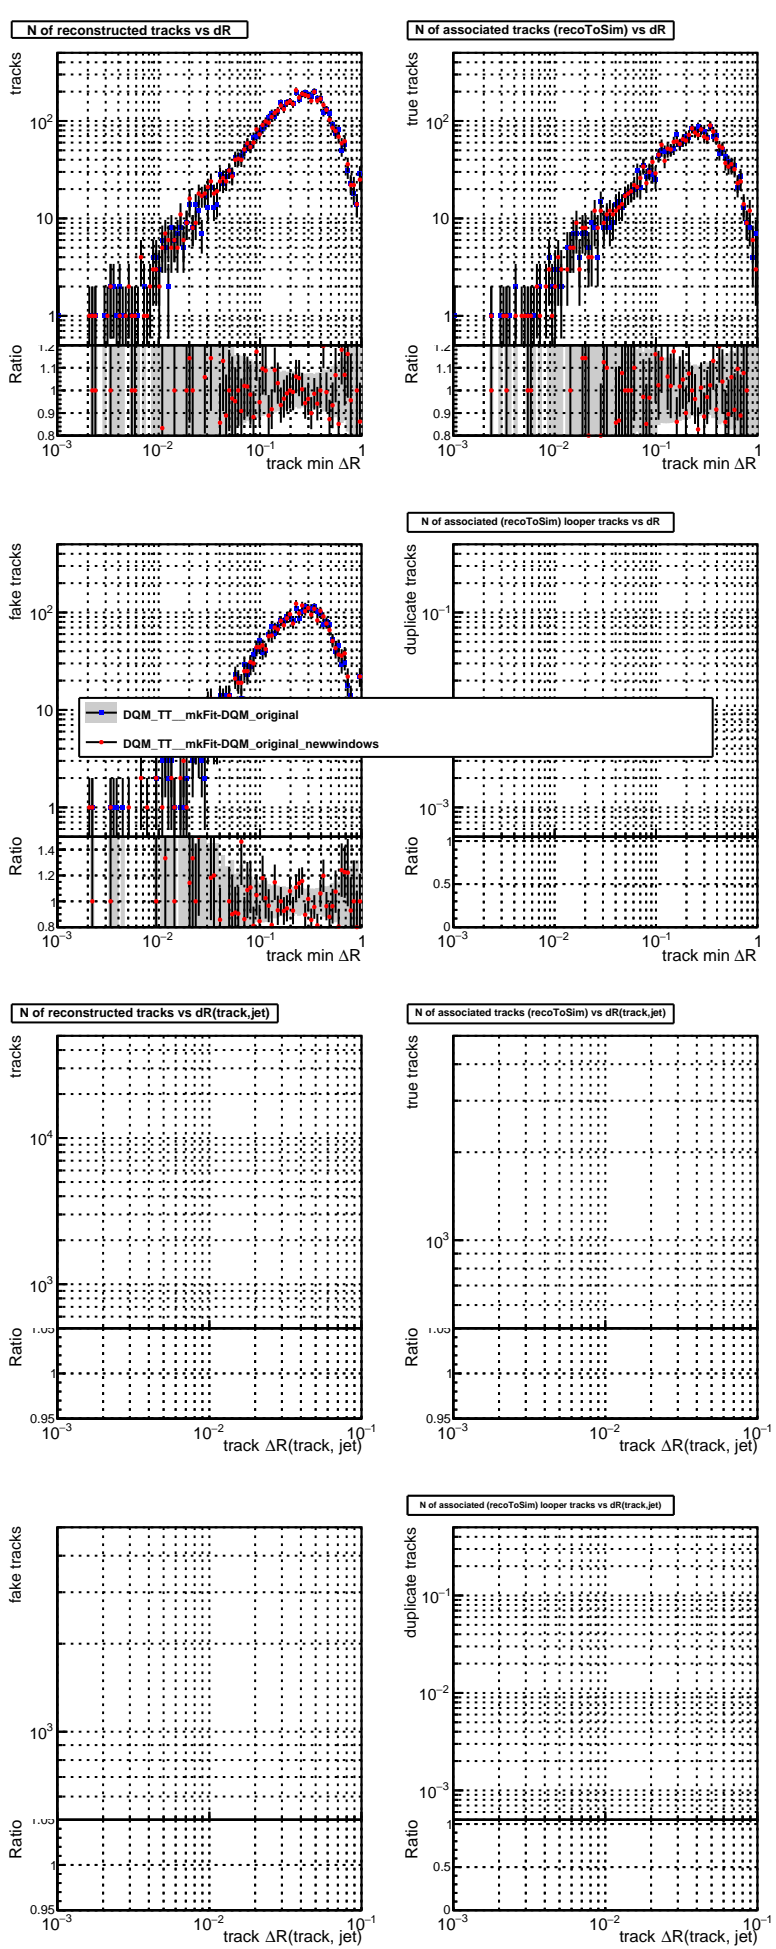 N of reconstructed tracks vs dR
tracks
10²
10
1
Ratio
1.2
1.1
1
0.9
0.8
10⁻³ 10⁻² 10⁻¹ 1
track min ΔR
N of associated tracks (recoToSim) vs dR
true tracks
10²
10
1
Ratio
1.2
1.1
1
0.9
0.8
10⁻³ 10⁻² 10⁻¹ 1
track min ΔR
fake tracks
10²
10
1
Ratio
1.4
1.2
1
0.8
10⁻³ 10⁻² 10⁻¹ 1
track min ΔR
N of associated (recoToSim) looper tracks vs dR
duplicate tracks
10⁻¹
10⁻³
Ratio
1
0.5
0
10⁻³ 10⁻² 10⁻¹ 1
track min ΔR
DQM_TT__mkFit-DQM_original
DQM_TT__mkFit-DQM_original_newwindows
N of reconstructed tracks vs dR(track,jet)
tracks
10⁴
10³
Ratio
1.05
1
0.95
10⁻³ 10⁻² 10⁻¹
track ΔR(track, jet)
N of associated tracks (recoToSim) vs dR(track,jet)
true tracks
10³
Ratio
1.05
1
0.95
10⁻³ 10⁻² 10⁻¹
track ΔR(track, jet)
fake tracks
10³
Ratio
1.05
1
0.95
10⁻³ 10⁻² 10⁻¹
track ΔR(track, jet)
N of associated (recoToSim) looper tracks vs dR(track,jet)
duplicate tracks
10⁻¹
10⁻²
10⁻³
Ratio
1
0.5
0
10⁻³ 10⁻² 10⁻¹
track ΔR(track, jet)